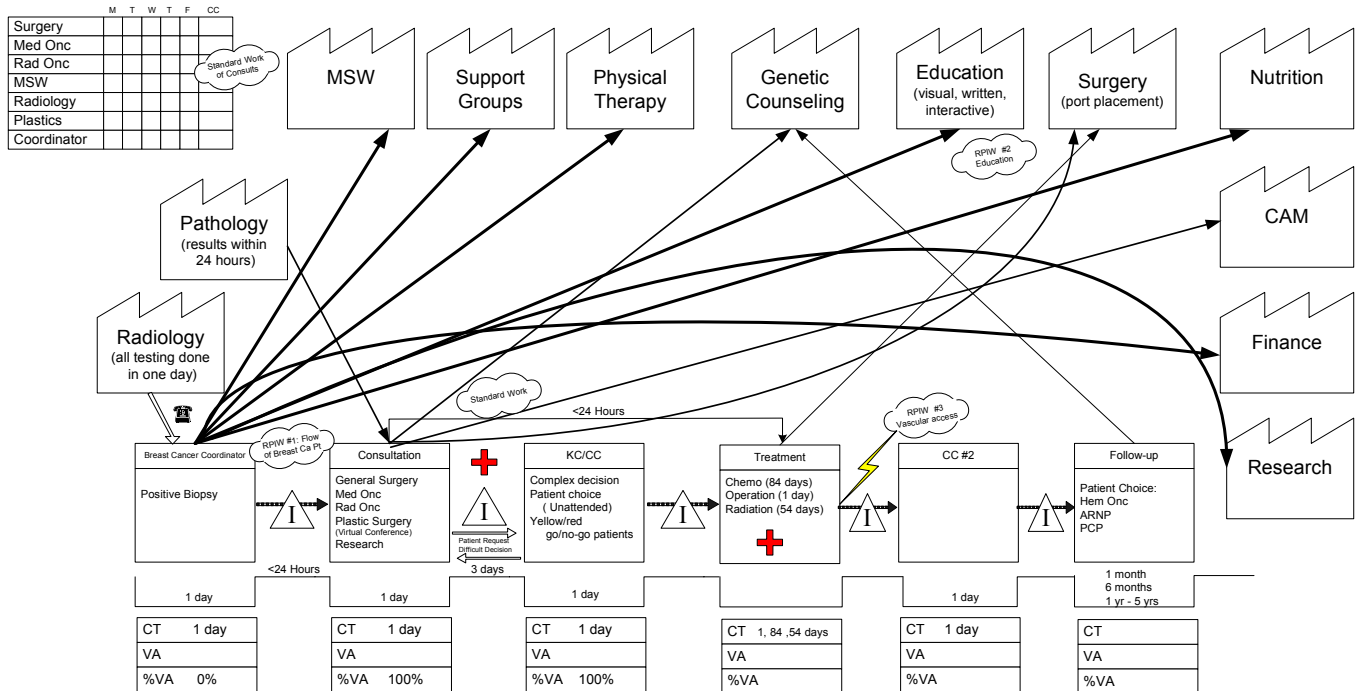 M T W T F CC
Surgery
Med Onc
Rad Onc
MSW
Radiology
Plastics
Coordinator
Standard Work
of Consults
MSW
Support
Groups
Physical
Therapy
Genetic
Counseling
Education
(visual, written,
interactive)
Surgery
(port placement)
Nutrition
RPIW #2
Education
Pathology
(results within
24 hours)
CAM
Radiology
(all testing done
in one day)
Finance
Research
Standard Work
<24 Hours
RPIW #3
Vascular access
RPIW #1: Flow
of Breast Ca Pt
Breast Cancer Coordinator
Positive Biopsy
I
<24 Hours
Consultation
General Surgery
Med Onc
Rad Onc
Plastic Surgery
(Virtual Conference)
Research
I
Patient Request
Difficult Decision
3 days
KC/CC
Complex decision
Patient choice
( Unattended)
Yellow/red
go/no-go patients
I
Treatment
Chemo (84 days)
Operation (1 day)
Radiation (54 days)
I
CC #2
I
Follow-up
Patient Choice:
Hem Onc
ARNP
PCP
1 day
1 day
1 day
1 day
1 month
6 months
1 yr - 5 yrs
CT 1 day
VA
%VA 0%
CT 1 day
VA
%VA 100%
CT 1 day
VA
%VA 100%
CT 1, 84 ,54 days
VA
%VA
CT 1 day
VA
%VA
CT
VA
%VA